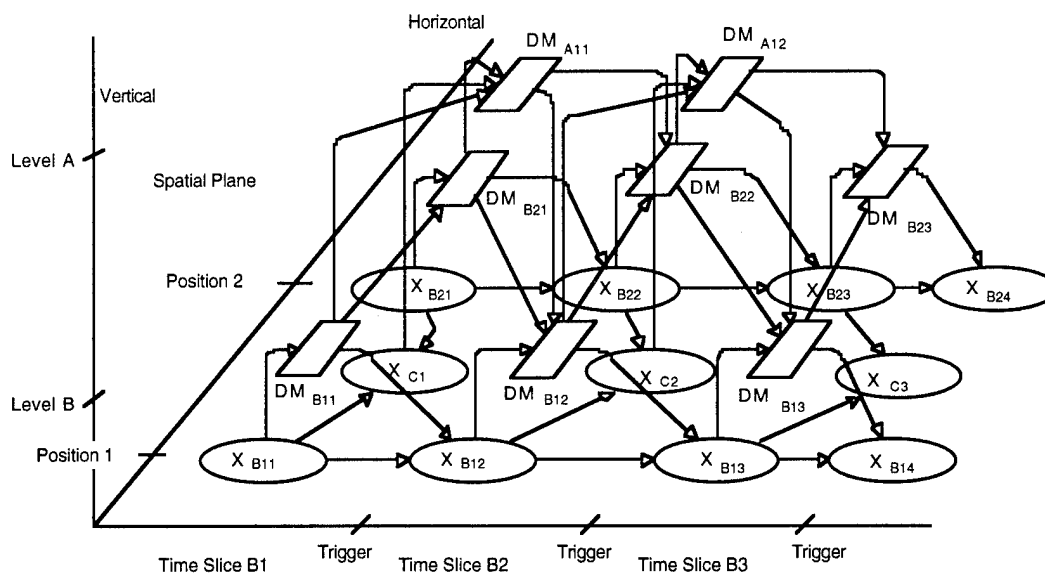 Horizontal
DM A11
DM A12
Vertical
Level A
Spatial Plane
DM B21
DM B22
DM B23
Position 2
X B21
X B22
X B23
X B24
X C1
X C2
X C3
DM B11
DM B12
DM B13
Level B
Position 1
X B11
X B12
X B13
X B14
Time Slice B1
Trigger
Time Slice B2
Trigger
Time Slice B3
Trigger